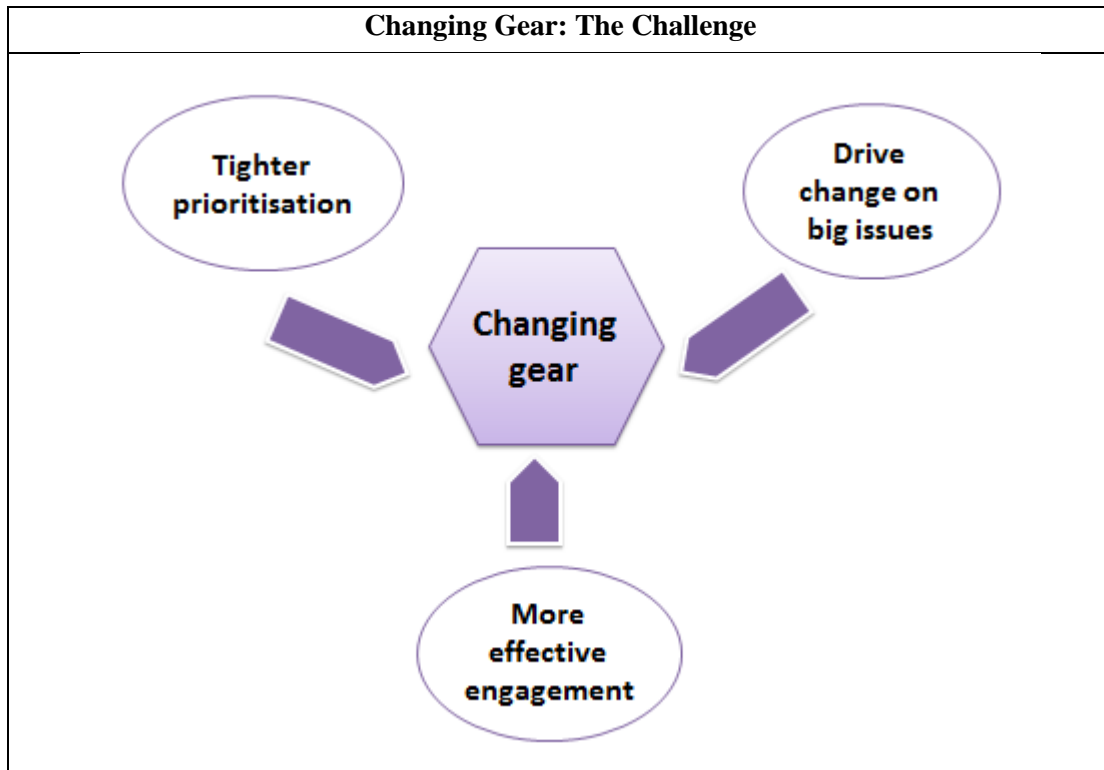 Changing Gear: The Challenge
Tighter
prioritisation
Drive
change on
big issues
Changing
gear
More
effective
engagement